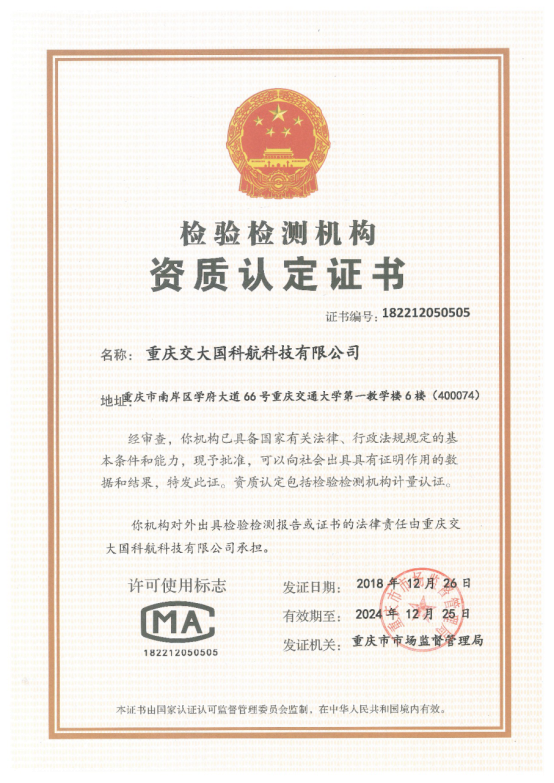 检验检测机构
资质认定证书
证书编号：182212050505
名称：重庆交大国科航科技有限公司
地址：重庆市南岸区学府大道66号重庆交通大学第一教学楼6楼（400074）
经审查，你机构已具备国家有关法律、行政法规规定的基
本条件和能力，现予批准，可以向社会出具具有证明作用的数
据和结果，特发此证。资质认定包括检验检测机构计量认证。
你机构对外出具检验检测报告或证书的法律责任由重庆交
大国科航科技有限公司承担。
许可使用标志
MA
182212050505
发证日期：2018年12月26日
有效期至：2024年12月25日
发证机关：重庆市市场监督管理局
重庆市市场监督管理局
本证书由国家认证认可监督管理委员会监制，在中华人民共和国境内有效。